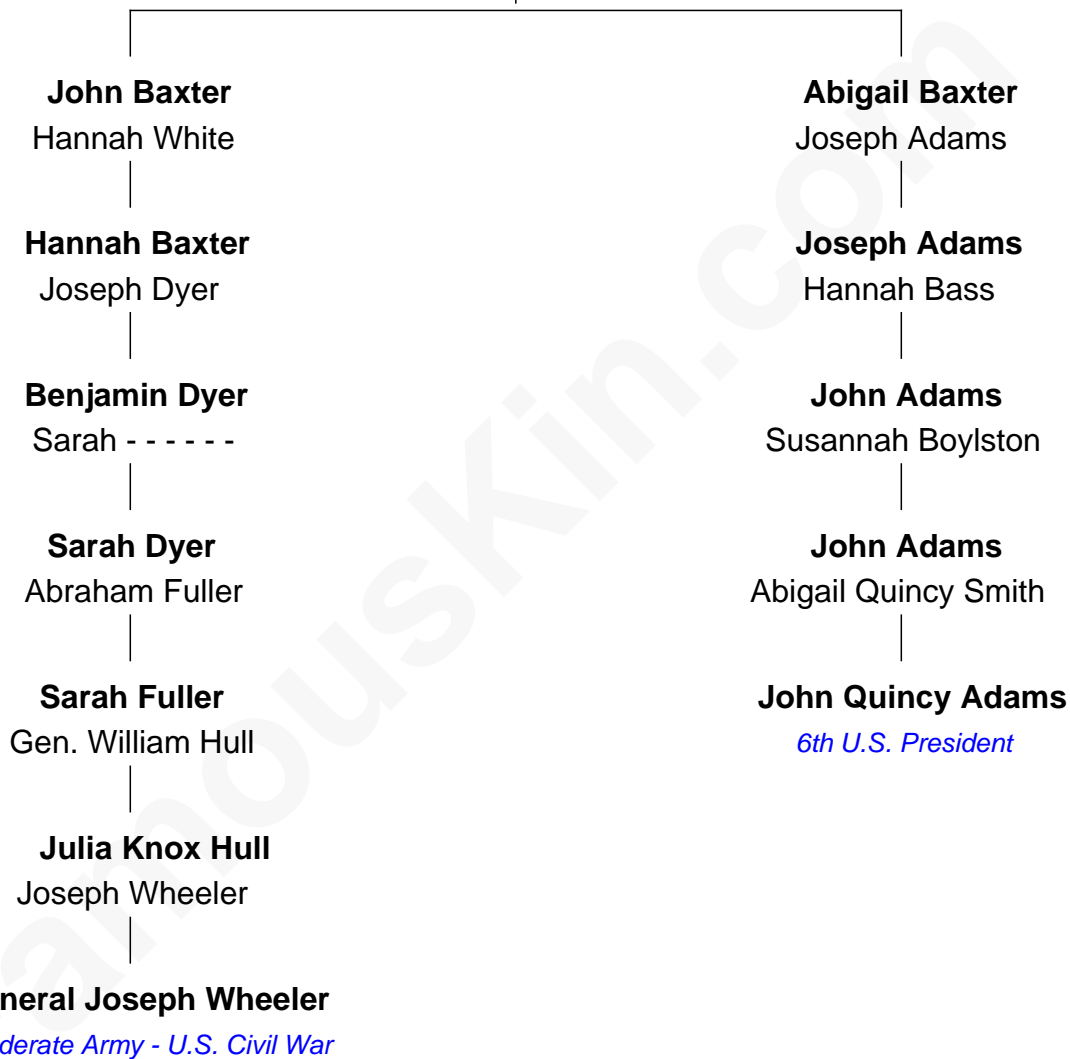 John Baxter
Hannah White
Hannah Baxter
Joseph Dyer
Benjamin Dyer
Sarah - - - - - -
Sarah Dyer
Abraham Fuller
Sarah Fuller
Gen. William Hull
Julia Knox Hull
Joseph Wheeler
neral Joseph Wheeler
derate Army - U.S. Civil War
Abigail Baxter
Joseph Adams
Joseph Adams
Hannah Bass
John Adams
Susannah Boylston
John Adams
Abigail Quincy Smith
John Quincy Adams
6th U.S. President
amouskin.com